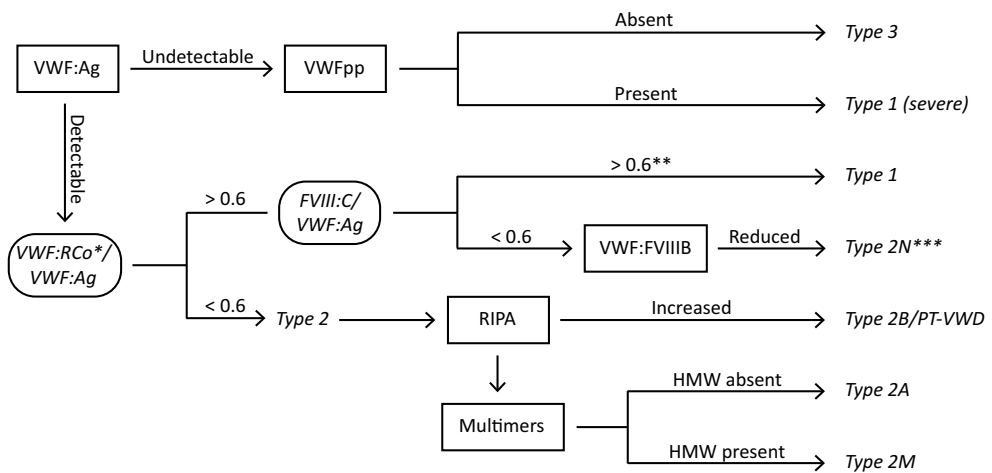 Absent
Type 3
VWF:Ag
Undetectable
VWFpp
Present
Type 1 (severe)
Detectable
> 0.6**
Type 1
> 0.6
FVIII:C/
VWF:Ag
< 0.6
VWF:FVIIIB
Reduced
Type 2N***
VWF:RCo*/
VWF:Ag
< 0.6
Type 2
RIPA
Increased
Type 2B/PT-VWD
HMW absent
Type 2A
Multimers
HMW present
Type 2M